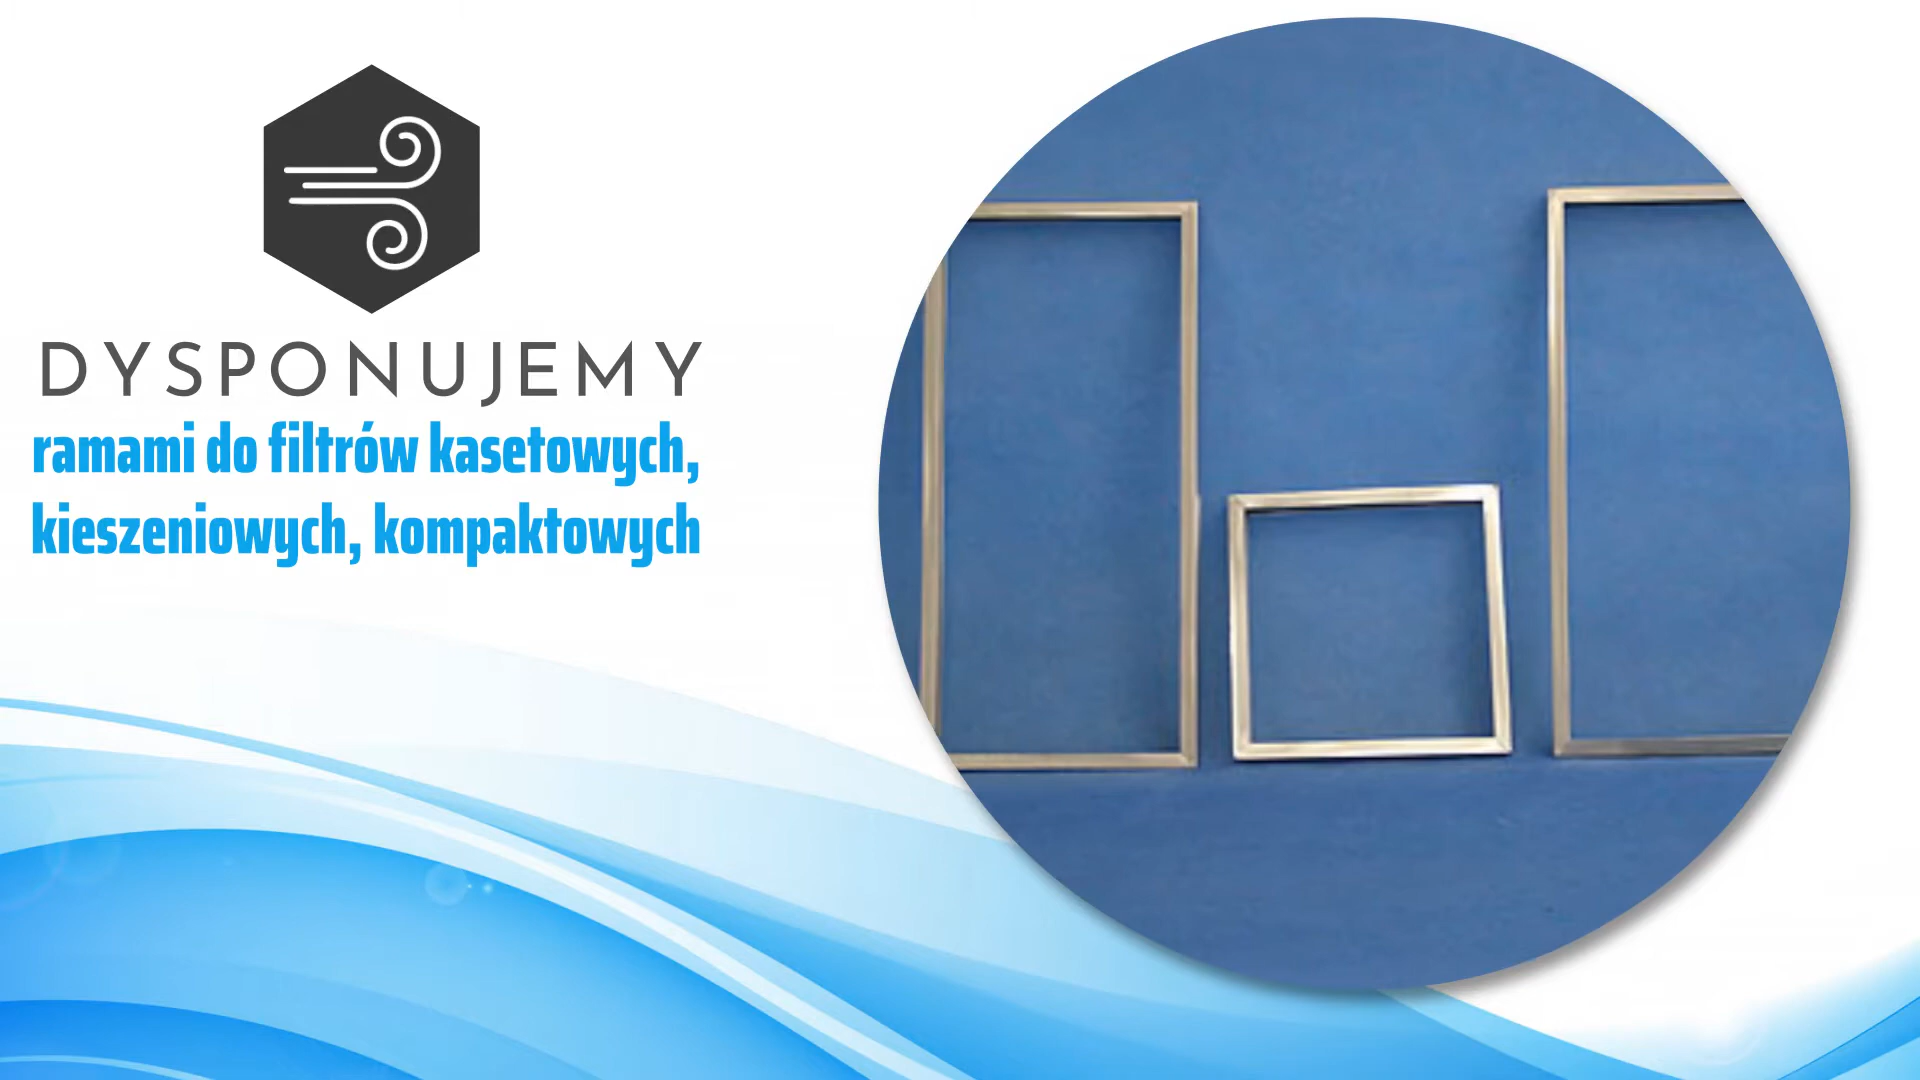 DYSPONUJEMY
ramami do filtrów kasetowych,
kieszeniowych, kompaktowych